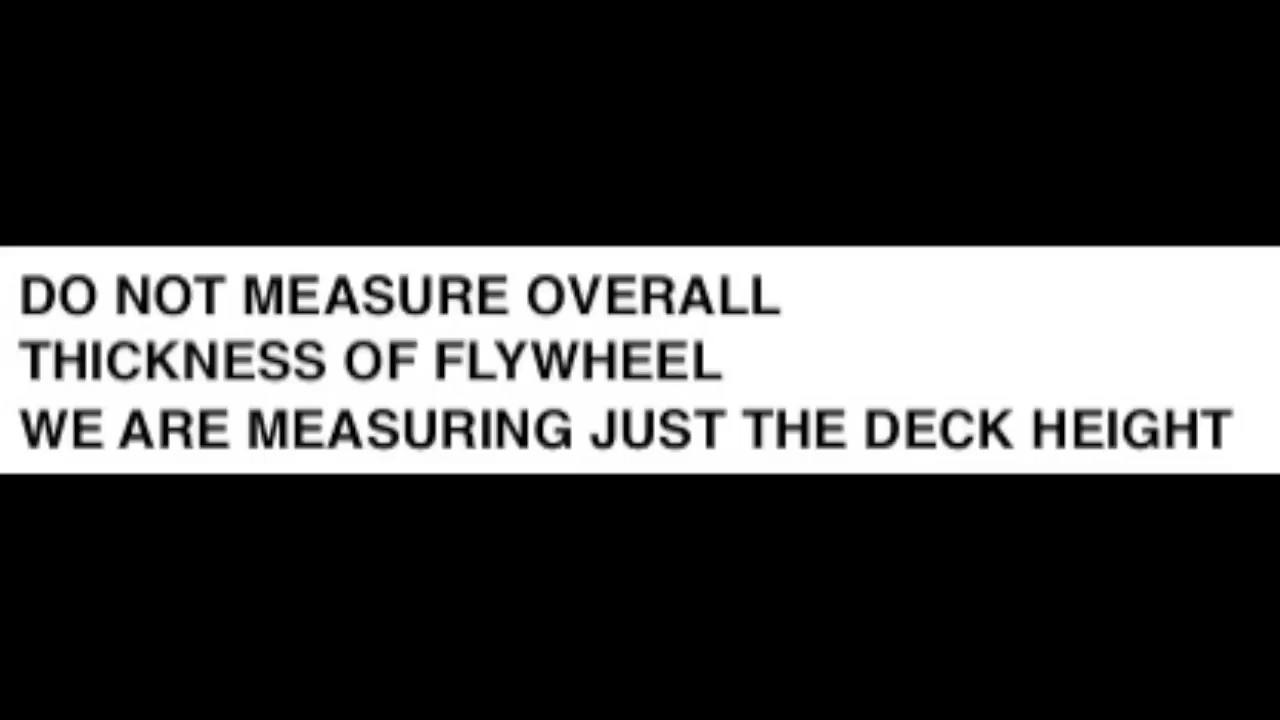 DO NOT MEASURE OVERALL
THICKNESS OF FLYWHEEL
WE ARE MEASURING JUST THE DECK HEIGHT